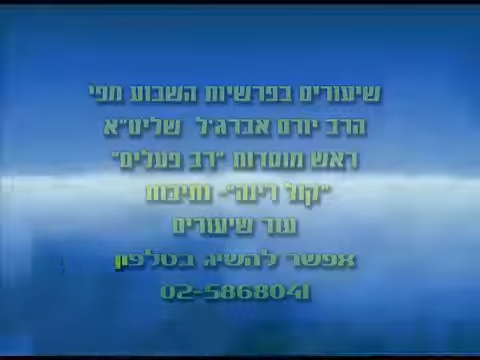 שיעורים בפרשיות השבוע מפי
הרב יורם אברג'ל שליט"א
ראש מוסדות "רב פעלים"
"קול רינה"- נתיבות
עוד שיעורים
אפשר להשיג בטלפון
02-5868041